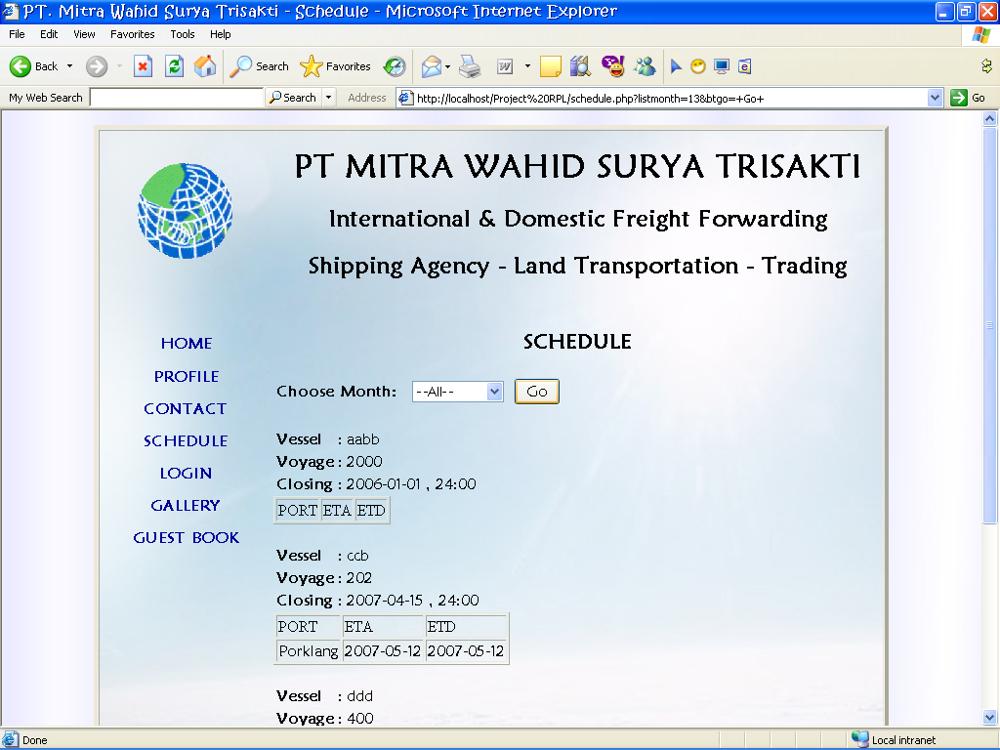 PT. Mitra Wahid Surya Trisakti - Schedule - Microsoft Internet Explorer
File Edit View Favorites Tools Help
Back Search Favorites
My Web Search Search Address http://localhost/Project%20RPL/schedule.php?listmonth=13&btgo=+Go+ Go
PT MITRA WAHID SURYA TRISAKTI
International & Domestic Freight Forwarding
Shipping Agency - Land Transportation - Trading
HOME
PROFILE
CONTACT
SCHEDULE
LOGIN
GALLERY
GUEST BOOK
SCHEDULE
Choose Month: --All-- Go
Vessel : aabb
Voyage : 2000
Closing : 2006-01-01 , 24:00
PORT ETA ETD
Vessel : ccb
Voyage : 202
Closing : 2007-04-15 , 24:00
PORT ETA ETD
Porklang 2007-05-12 2007-05-12
Vessel : ddd
Voyage : 400
Done Local intranet